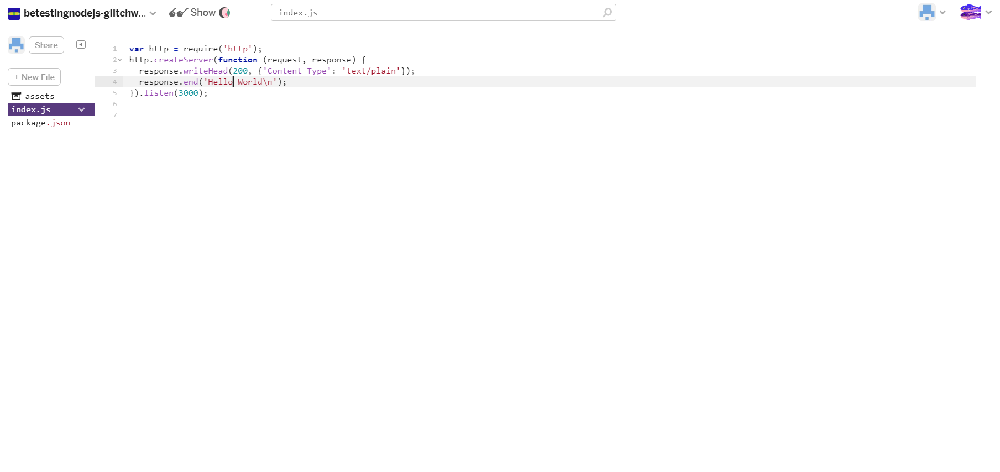 betestingnodejs-glitchw... Show index.js
Share
+ New File
assets
index.js
package.json
1 var http = require('http');
2 http.createServer(function (request, response) {
3   response.writeHead(200, {'Content-Type': 'text/plain'});
4   response.end('Hello World\n');
5 }).listen(3000);
6
7